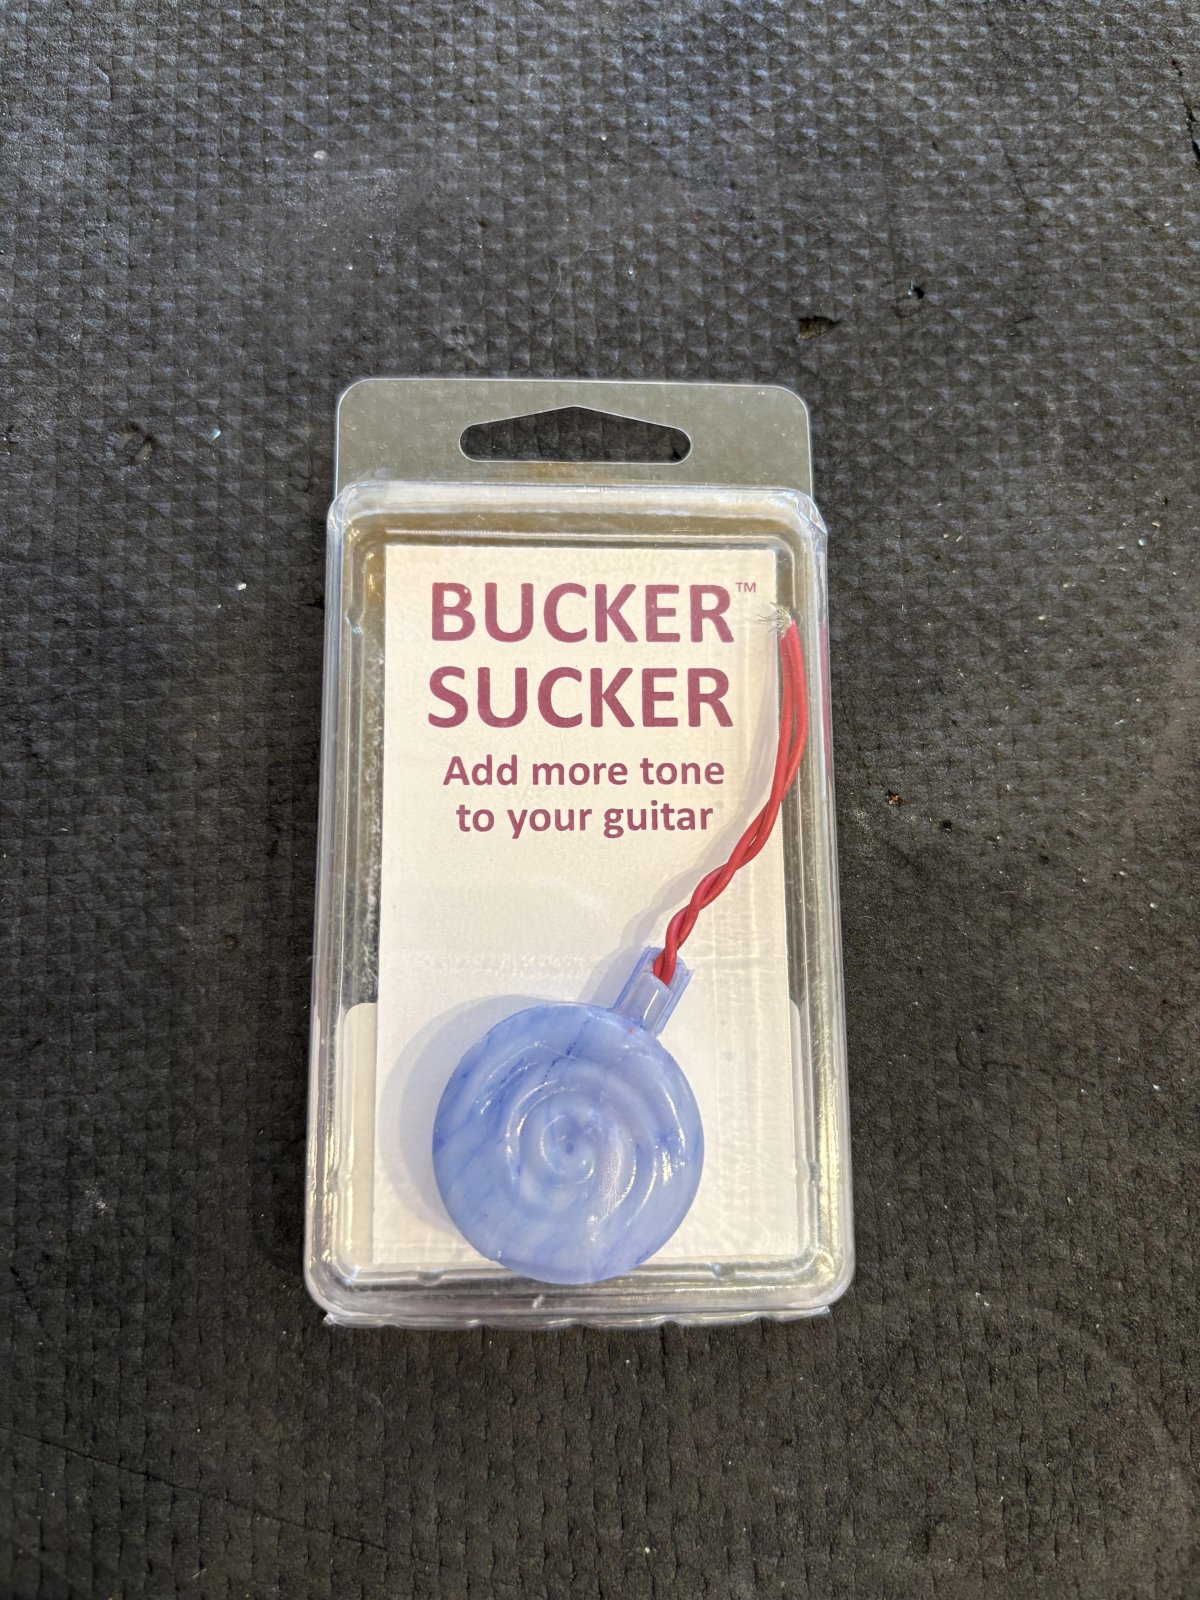 BUCKER™
SUCKER
Add more tone
to your guitar